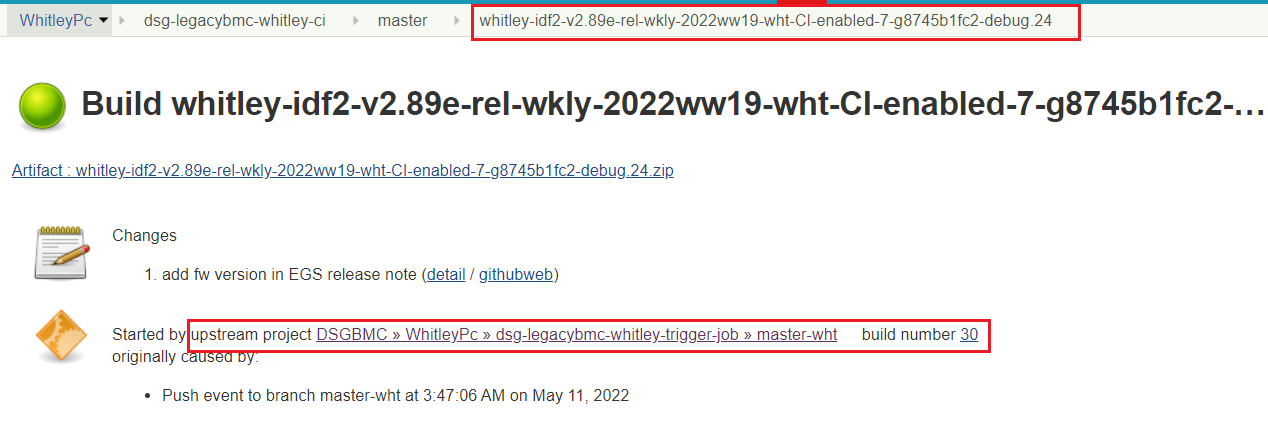 WhitleyPc dsg-legacybmc-whitley-ci master whitley-idf2-v2.89e-rel-wkly-2022ww19-wht-CI-enabled-7-g8745b1fc2-debug.24
Build whitley-idf2-v2.89e-rel-wkly-2022ww19-wht-CI-enabled-7-g8745b1fc2-…
Artifact : whitley-idf2-v2.89e-rel-wkly-2022ww19-wht-CI-enabled-7-g8745b1fc2-debug.24.zip
Changes
1. add fw version in EGS release note (detail / githubweb)
Started by upstream project DSGBMC » WhitleyPc » dsg-legacybmc-whitley-trigger-job » master-wht build number 30
originally caused by:
• Push event to branch master-wht at 3:47:06 AM on May 11, 2022